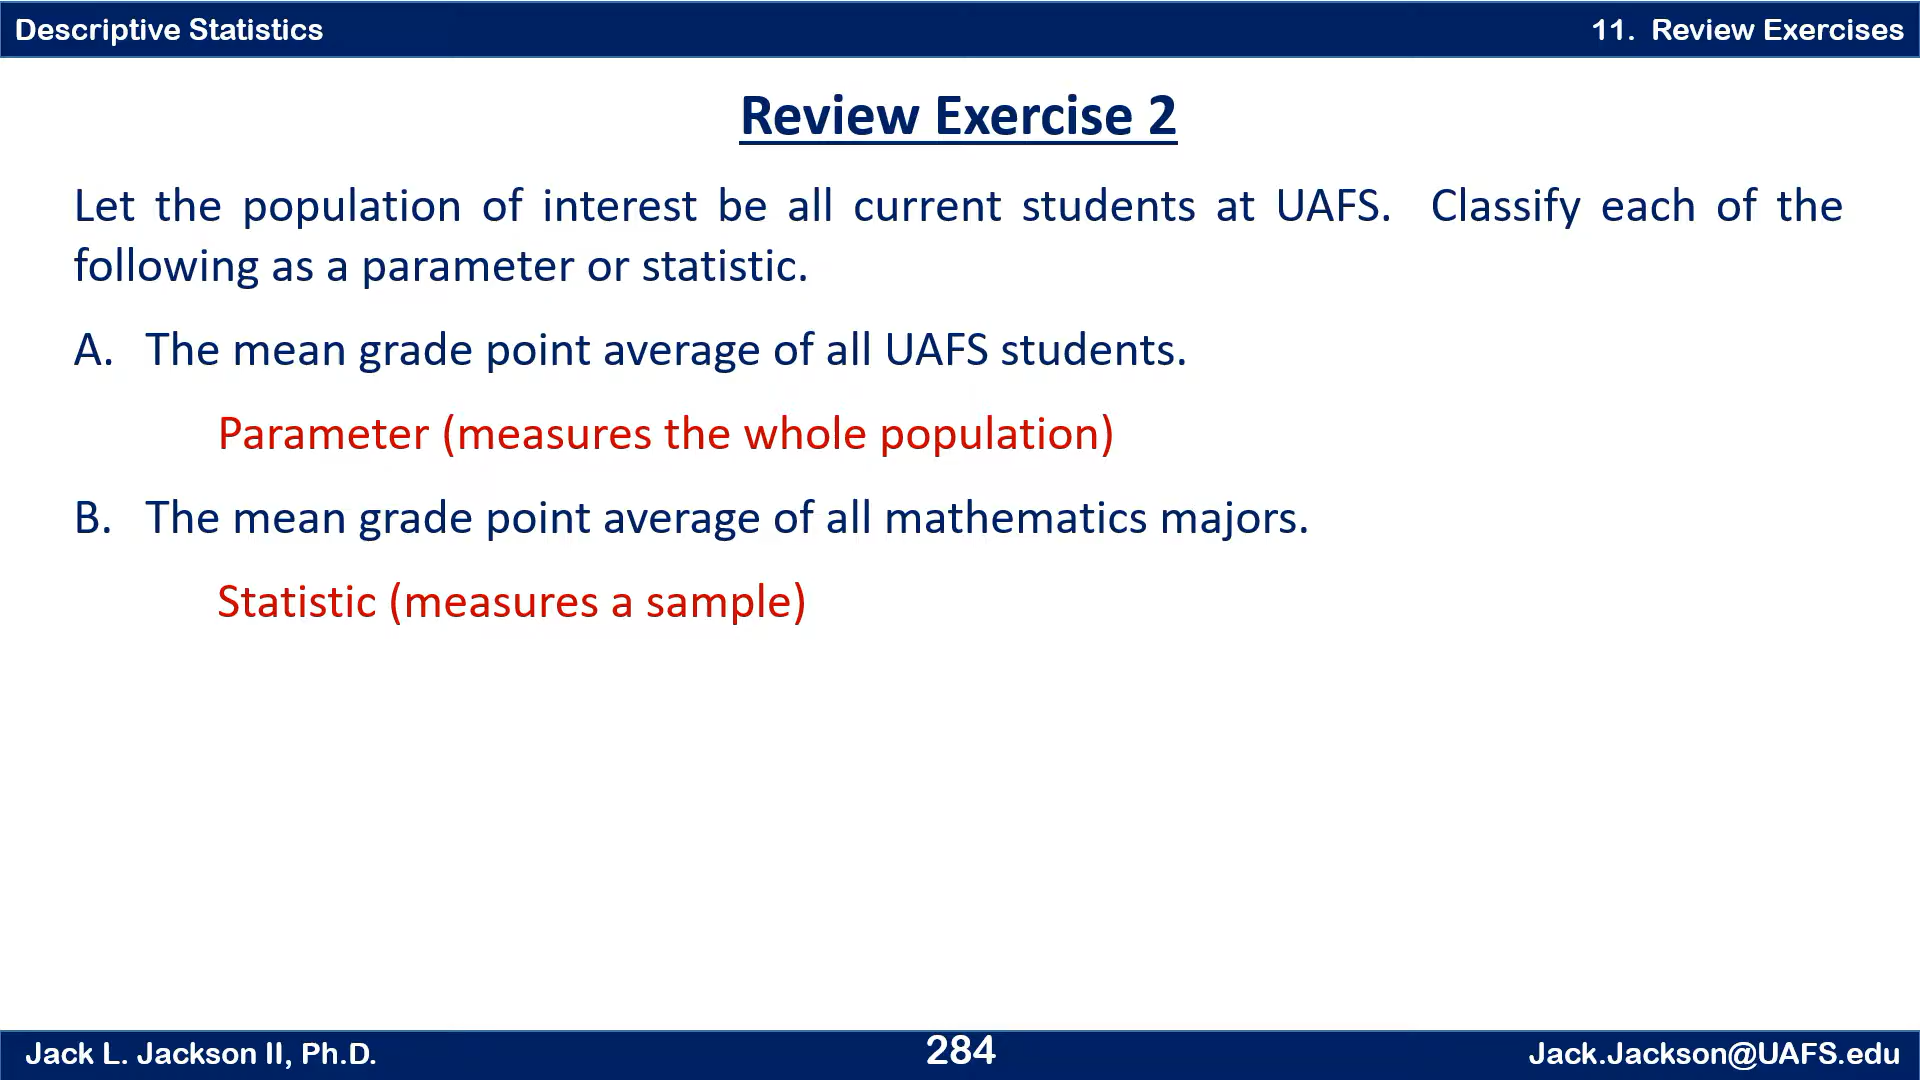 Descriptive Statistics
11. Review Exercises
Review Exercise 2
Let the population of interest be all current students at UAFS. Classify each of the
following as a parameter or statistic.
A. The mean grade point average of all UAFS students.
Parameter (measures the whole population)
B. The mean grade point average of all mathematics majors.
Statistic (measures a sample)
Jack L. Jackson II, Ph.D.
284
Jack.Jackson@UAFS.edu